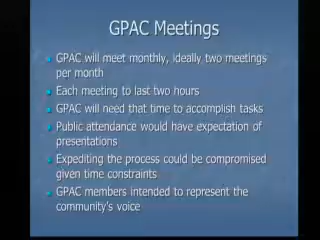 GPAC Meetings
GPAC will meet monthly, ideally two meetings
per month
Each meeting to last two hours
GPAC will need that time to accomplish tasks
Public attendance would have expectation of
presentations
Expediting the process could be compromised
given time constraints
GPAC members intended to represent the
community's voice